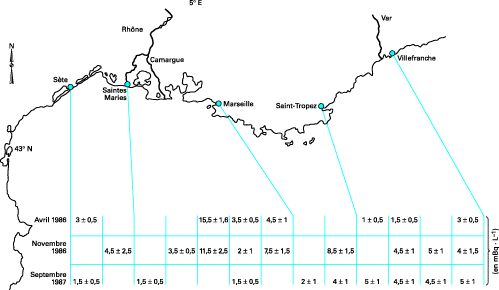 5° E
Var
Rhône
N
Camargue
Villefranche
Sète
Saintes
Maries
Marseille
Saint-Tropez
43° N
Avril 1986 3 ± 0,5 15,5 ± 1,6 3,5 ± 0,5 4,5 ± 1 1 ± 0,5 1,5 ± 0,5 3 ± 0,5
Novembre
1986 4,5 ± 2,5 3,5 ± 0,5 11,5 ± 2,5 2 ± 1 7,5 ± 1,5 8,5 ± 1,5 4,5 ± 1 5 ± 1 4 ± 1,5
Septembre
1987 1,5 ± 0,5 1,5 ± 0,5 1,5 ± 0,5 2 ± 1 4 ± 1 5 ± 1 4,5 ± 1 4,5 ± 1 5 ± 1
(en mBq · L⁻¹)